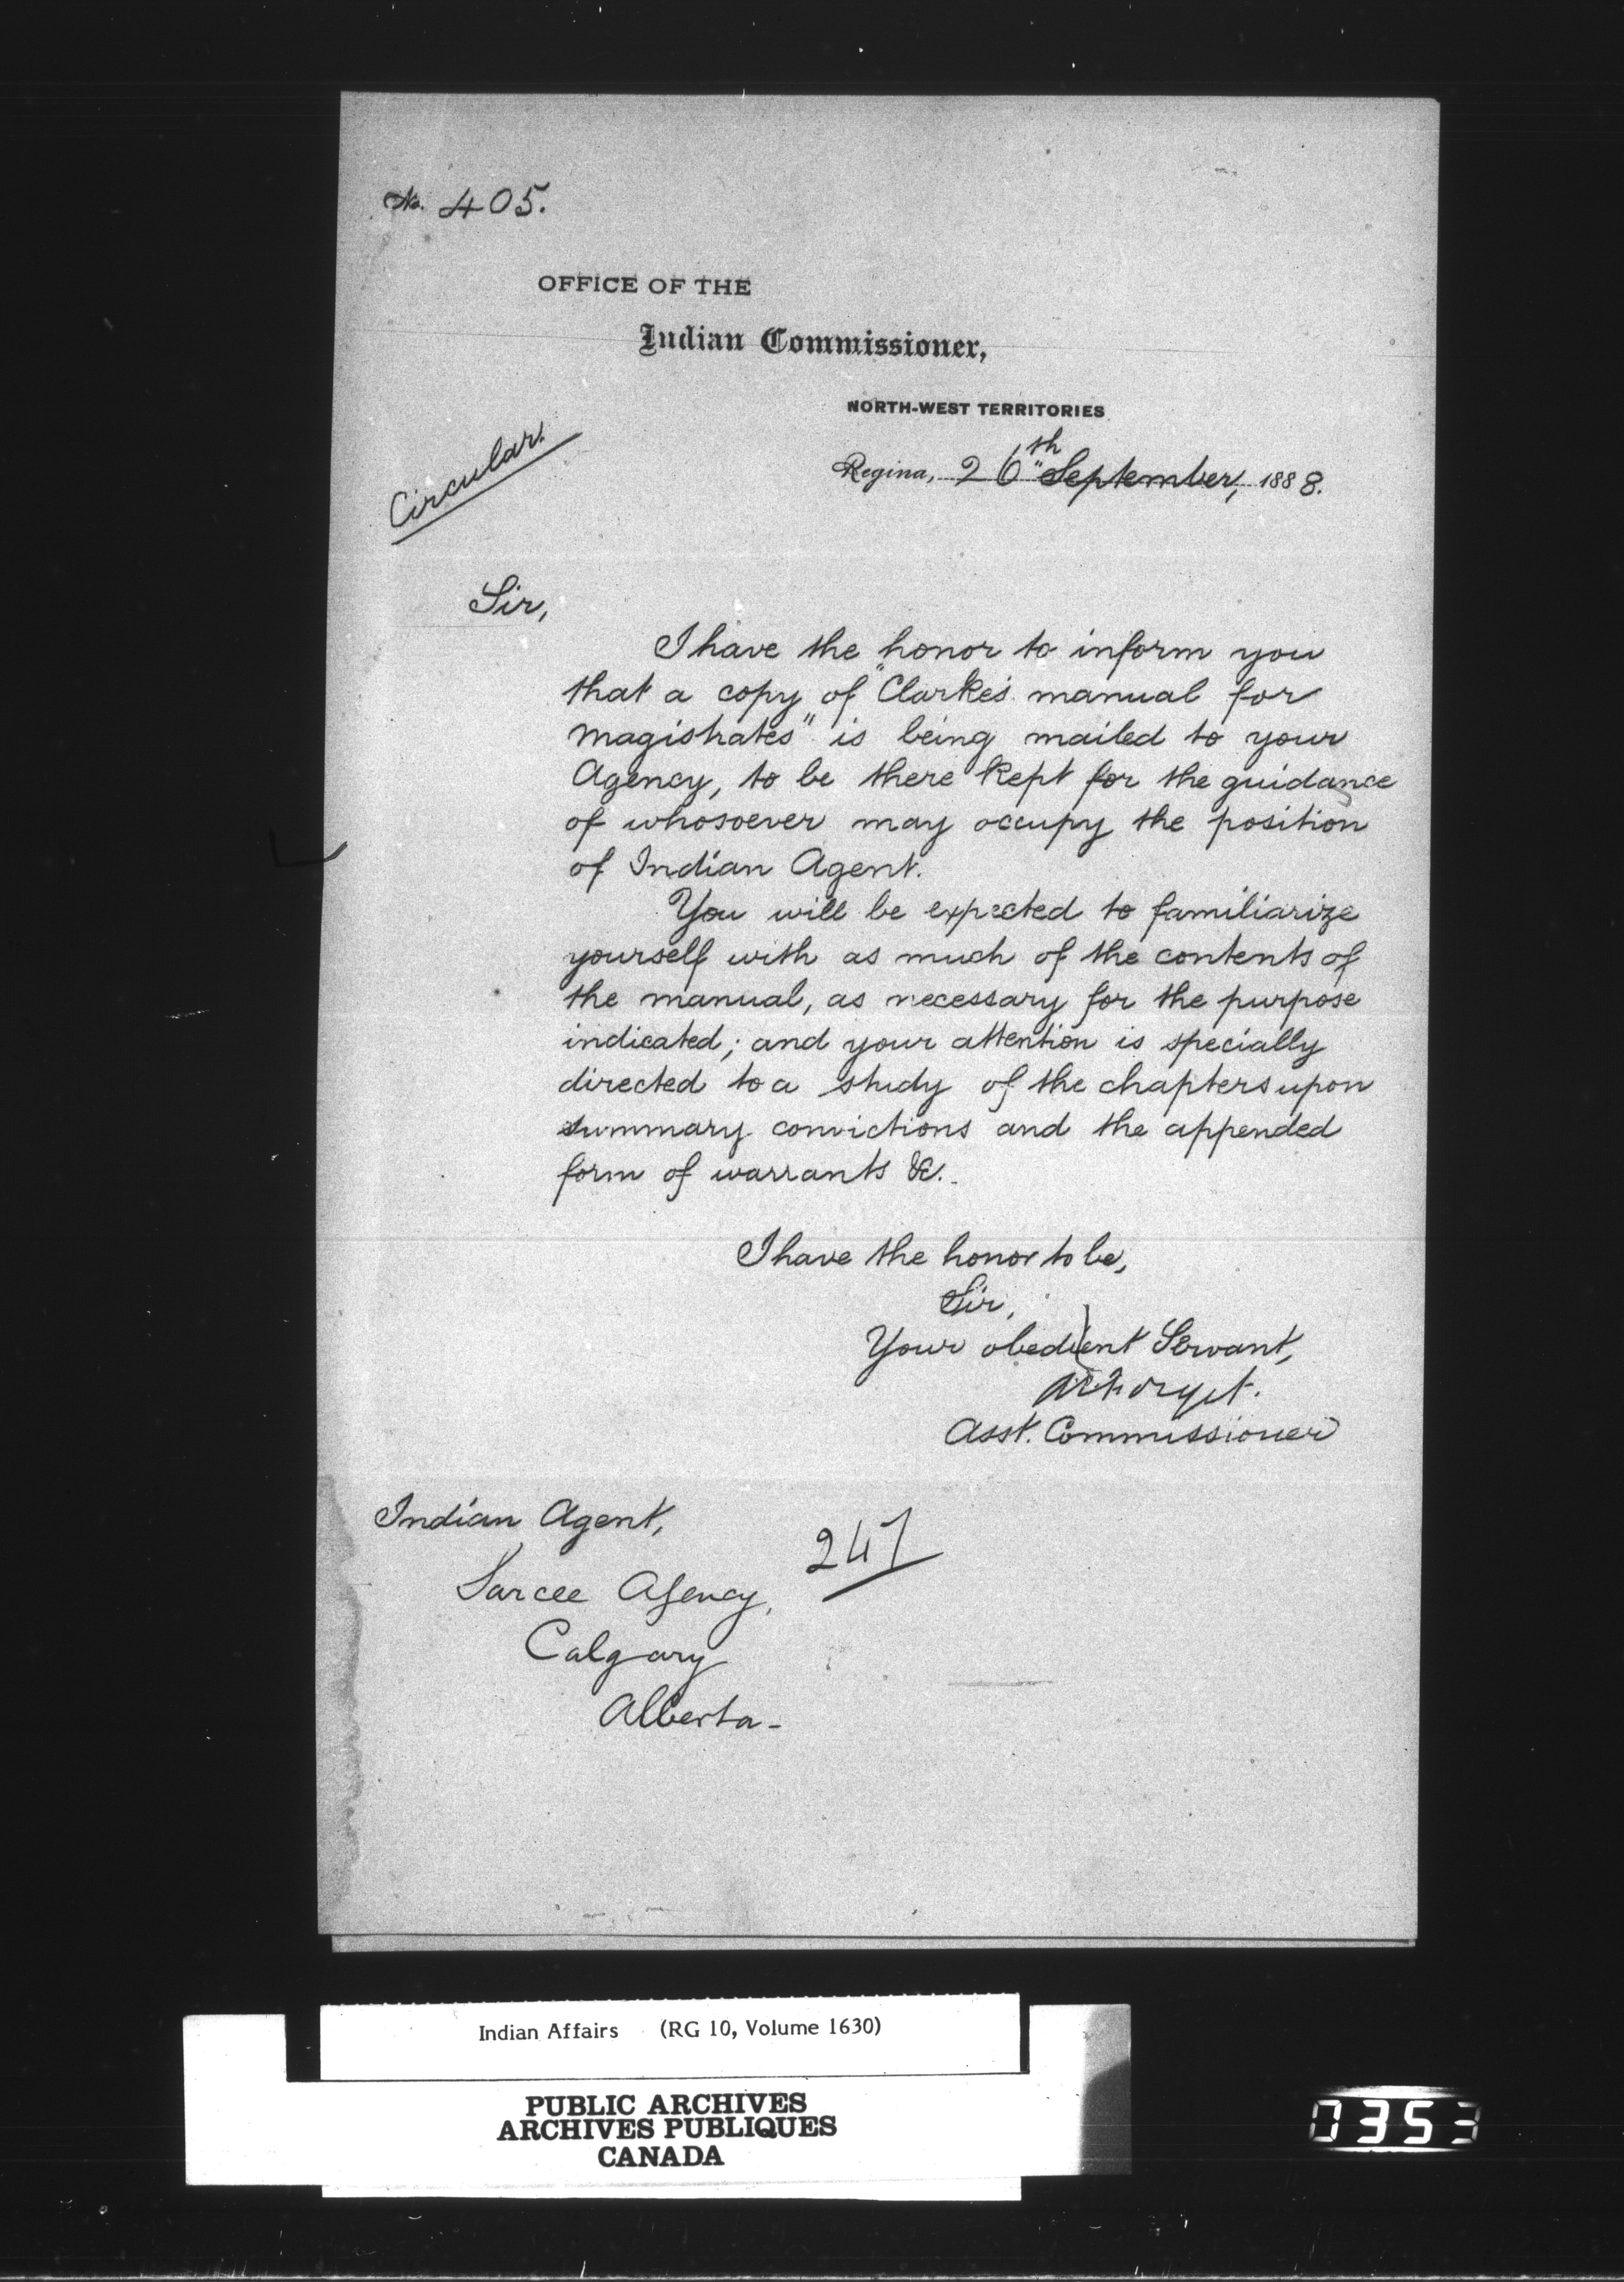 No. 405.
OFFICE OF THE
Indian Commissioner,
NORTH-WEST TERRITORIES
Circular.
Regina, 26th September, 1888.
Sir,
I have the honor to inform you
that a copy of "Clarke's manual for
magistrates" is being mailed to your
Agency, to be there kept for the guidance
of whosoever may occupy the position
of Indian Agent.
You will be expected to familiarize
yourself with as much of the contents of
the manual, as necessary for the purpose
indicated; and your attention is specially
directed to a study of the chapters upon
summary convictions and the appended
form of warrants &c.
I have the honor to be,
Sir,
Your obedient Servant,
AE Forget.
Asst. Commissioner
Indian Agent,
247
Sarcee Agency,
Calgary
Alberta-
Indian Affairs (RG 10, Volume 1630)
PUBLIC ARCHIVES
ARCHIVES PUBLIQUES
CANADA
0353